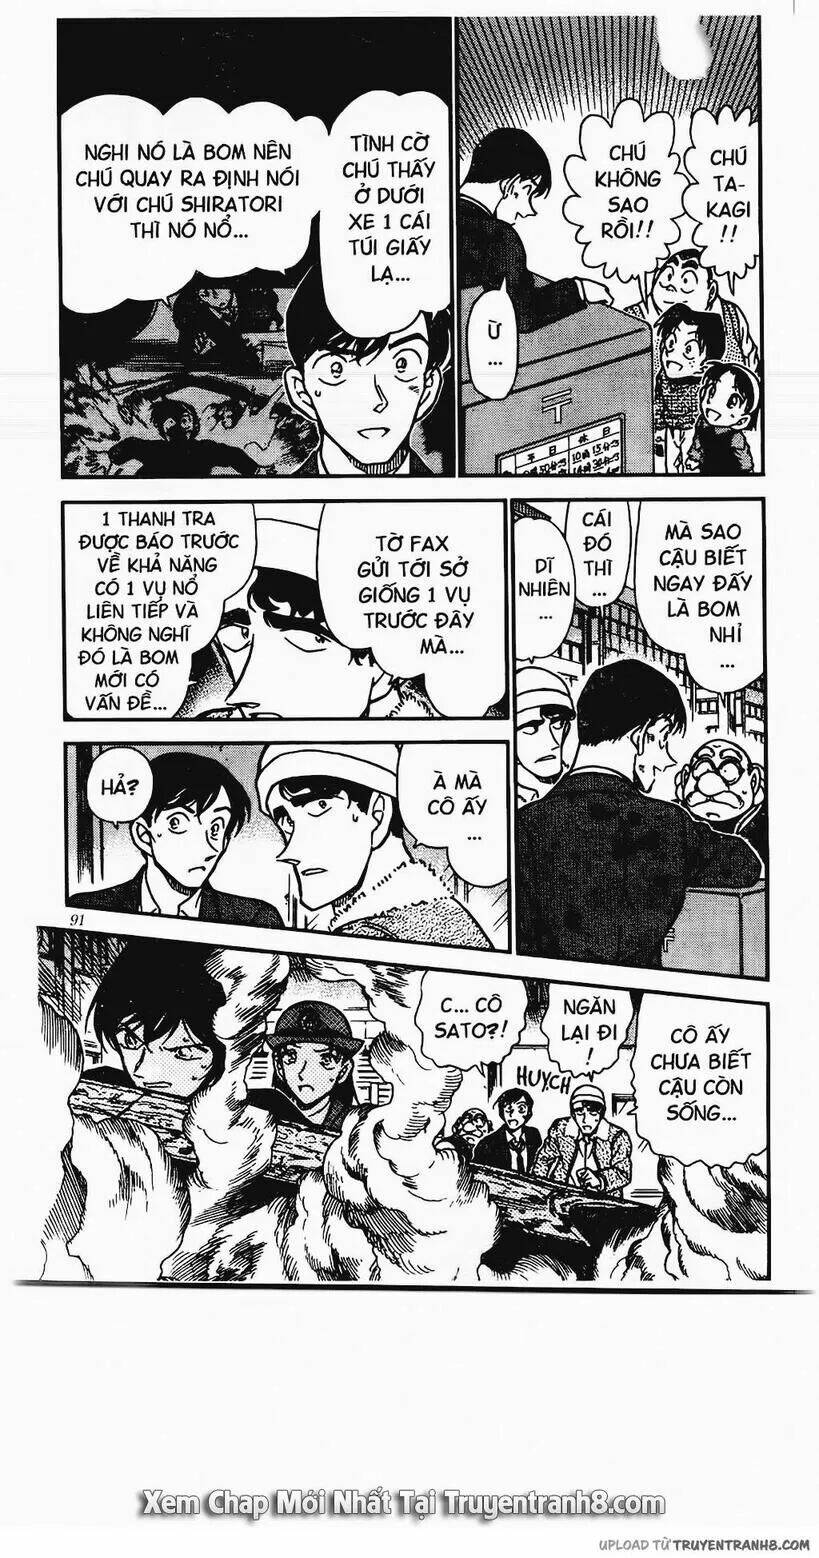 CHÚ
TA-
KAGI
!!
CHÚ
KHÔNG
SAO
RỒI!!
Ừ
...
TÌNH CỜ
CHÚ THẤY
Ở DƯỚI
XE 1 CÁI
TÚI GIẤY
LẠ...
NGHI NÓ LÀ BOM NÊN
CHÚ QUAY RA ĐỊNH NÓI
VỚI CHÚ SHIRATORI
THÌ NÓ NỔ...
MÀ SAO
CẬU BIẾT
NGAY ĐẤY
LÀ BOM
NHỈ
...
CÁI
ĐÓ THÌ
...
DĨ
NHIÊN
...
TỜ FAX
GỬI TỚI SỞ
GIỐNG 1 VỤ
TRƯỚC ĐÂY
MÀ...
1 THANH TRA
ĐƯỢC BÁO TRƯỚC
VỀ KHẢ NĂNG
CÓ 1 VỤ NỔ
LIÊN TIẾP VÀ
KHÔNG NGHĨ
ĐÓ LÀ BOM
MỚI CÓ
VẤN ĐỀ...
À MÀ
CÔ ẤY
...
HẢ?
91
CÔ ẤY
CHƯA BIẾT
CẬU CÒN
SỐNG...
NGĂN
LẠI ĐI
!
C... CÔ
SATO?!
HUỴCH
Xem Chap Mới Nhất Tại Truyentranh8.com
UPLOAD TỪ TRUYENTRANH8.COM